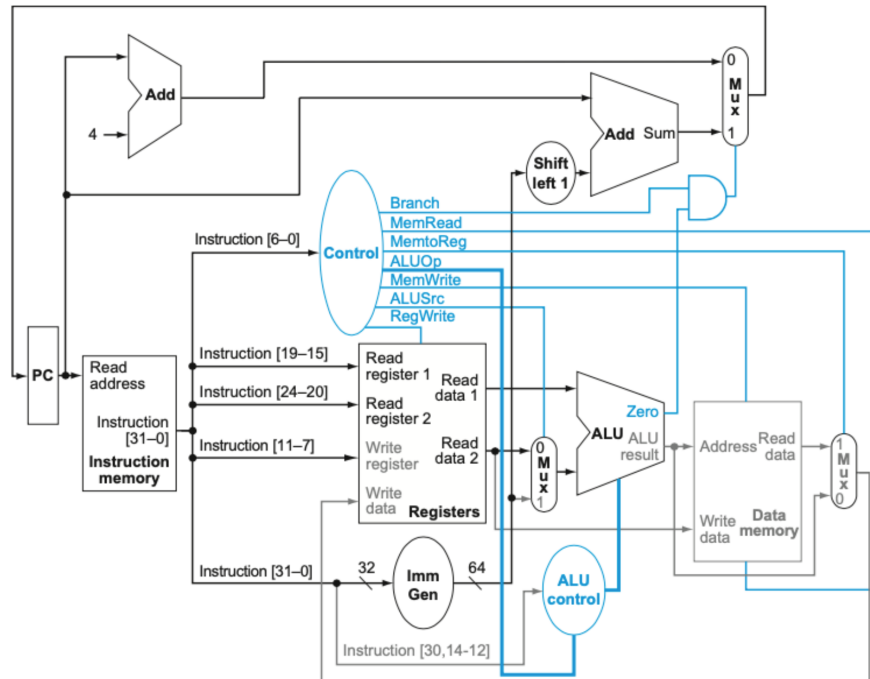 Add
4
Add Sum
0
Mux
1
Shift
left 1
Branch
MemRead
MemtoReg
ALUOp
MemWrite
ALUSrc
RegWrite
Control
Instruction [6–0]
PC
Read
address
Instruction
[31–0]
Instruction
memory
Instruction [19–15]
Instruction [24–20]
Instruction [11–7]
Instruction [31–0]
Instruction [30,14-12]
Read
register 1
Read
register 2
Write
register
Write
data
Read
data 1
Read
data 2
Registers
0
Mux
1
Zero
ALU
ALU
result
Address
Read
data
Write
data
Data
memory
1
Mux
0
32
Imm
Gen
64
ALU
control